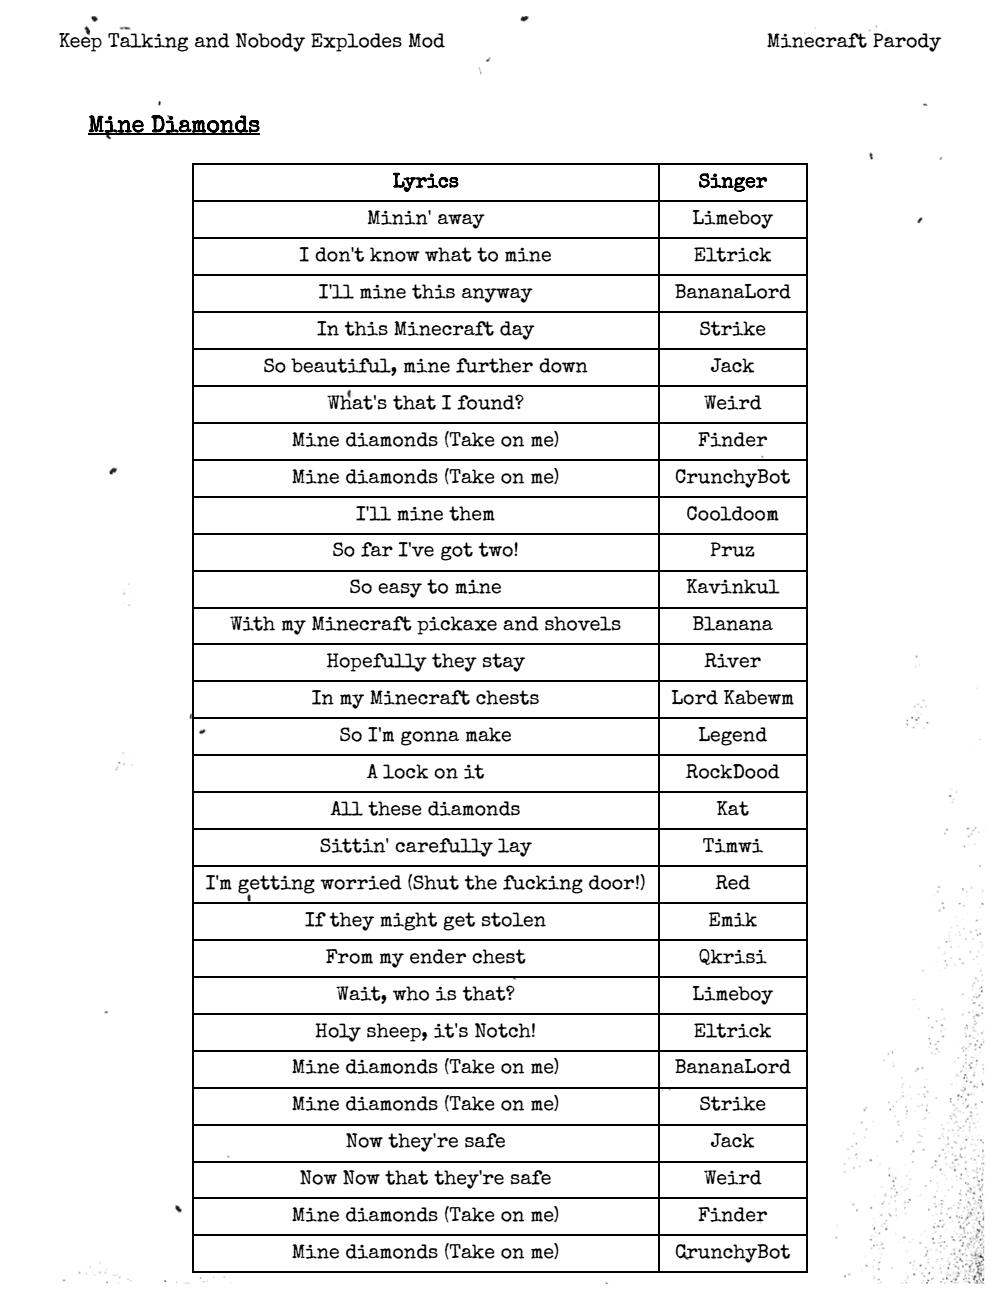 Keep Talking and Nobody Explodes Mod Minecraft Parody
Mine Diamonds
Lyrics Singer
Minin' away Limeboy
I don't know what to mine Eltrick
I'll mine this anyway BananaLord
In this Minecraft day Strike
So beautiful, mine further down Jack
What's that I found? Weird
Mine diamonds (Take on me) Finder
Mine diamonds (Take on me) CrunchyBot
I'll mine them Cooldoom
So far I've got two! Pruz
So easy to mine Kavinkul
With my Minecraft pickaxe and shovels Blanana
Hopefully they stay River
In my Minecraft chests Lord Kabewm
So I'm gonna make Legend
A lock on it RockDood
All these diamonds Kat
Sittin' carefully lay Timwi
I'm getting worried (Shut the fucking door!) Red
If they might get stolen Emik
From my ender chest Qkrisi
Wait, who is that? Limeboy
Holy sheep, it's Notch! Eltrick
Mine diamonds (Take on me) BananaLord
Mine diamonds (Take on me) Strike
Now they're safe Jack
Now Now that they're safe Weird
Mine diamonds (Take on me) Finder
Mine diamonds (Take on me) CrunchyBot